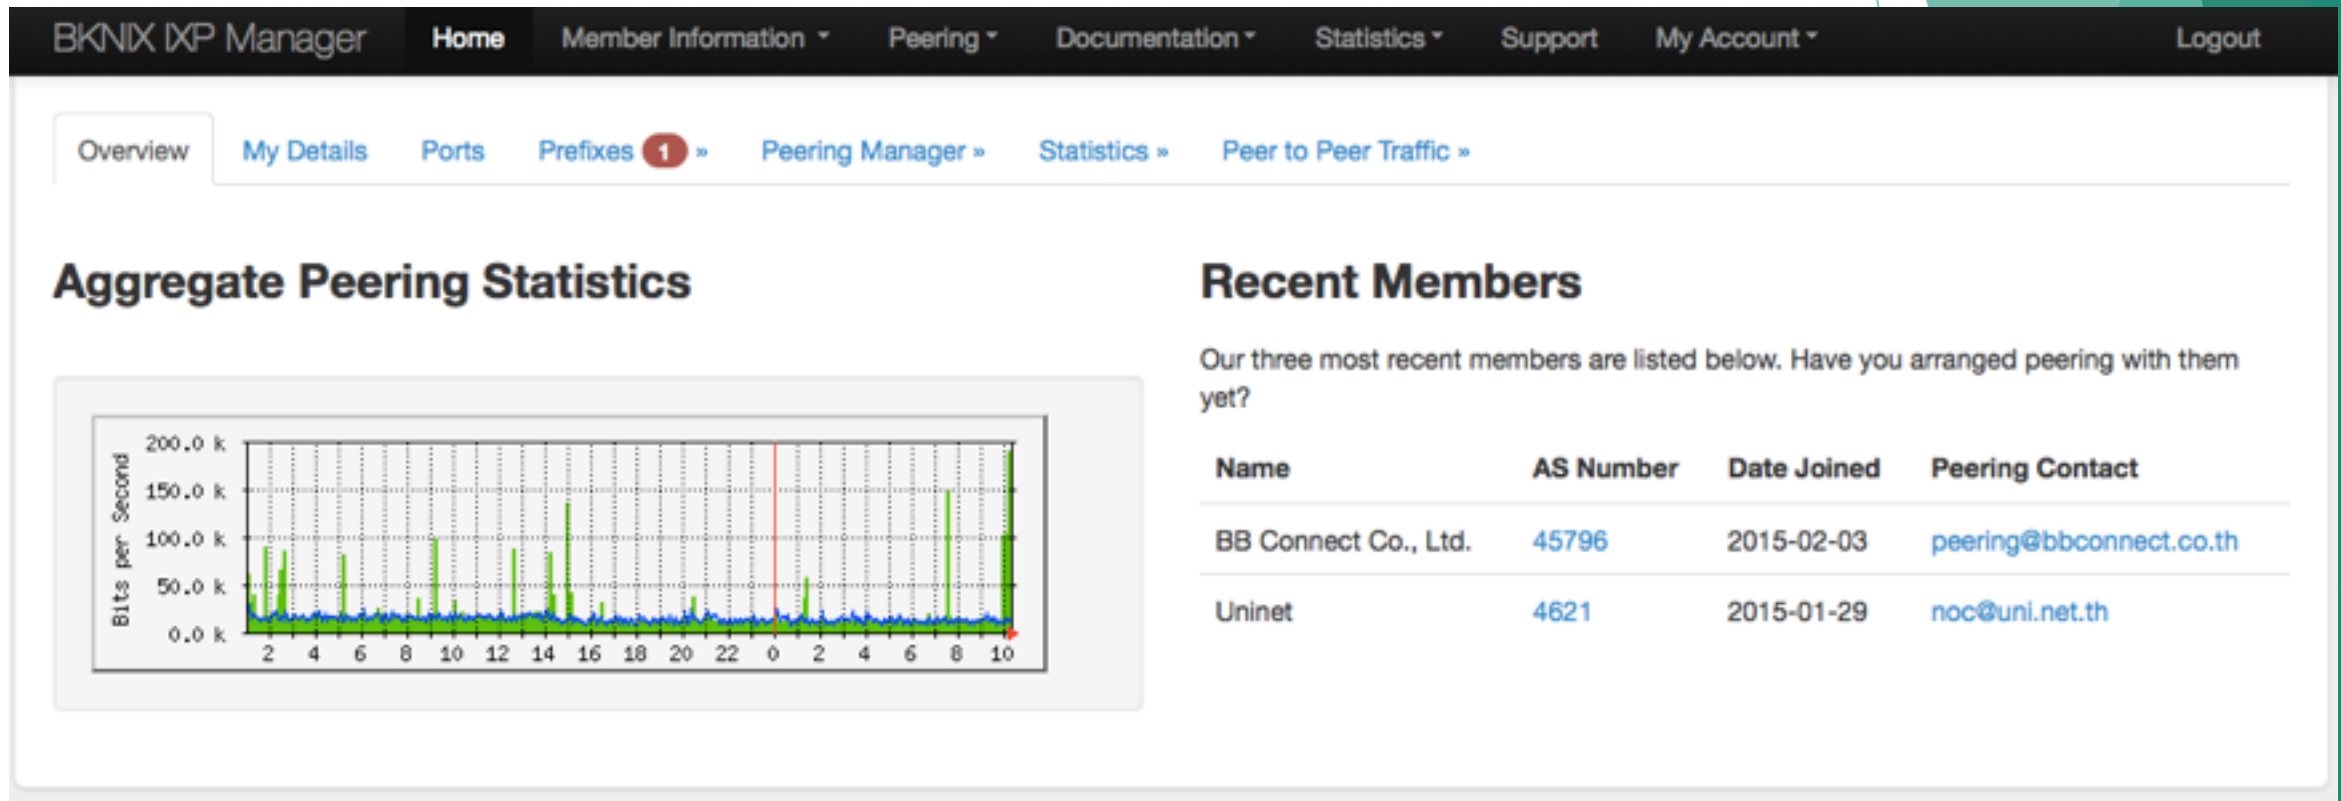 BKNIX IXP Manager Home Member Information Peering Documentation Statistics Support My Account Logout
Overview My Details Ports Prefixes 1 » Peering Manager » Statistics » Peer to Peer Traffic »
Aggregate Peering Statistics
Bits per Second
200.0 k
150.0 k
100.0 k
50.0 k
0.0 k
2 4 6 8 10 12 14 16 18 20 22 0 2 4 6 8 10
Recent Members
Our three most recent members are listed below. Have you arranged peering with them
yet?
Name AS Number Date Joined Peering Contact
BB Connect Co., Ltd. 45796 2015-02-03 peering@bbconnect.co.th
Uninet 4621 2015-01-29 noc@uni.net.th